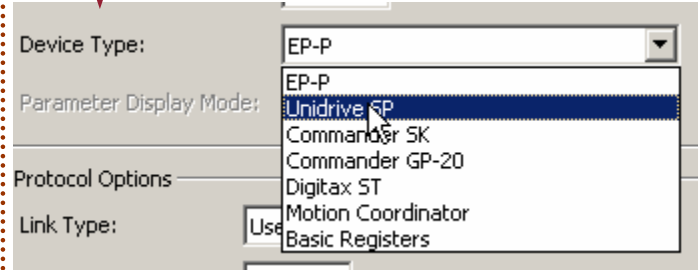 Device Type: EP-P
EP-P
Parameter Display Mode: Unidrive SP
Commander SK
Commander GP-20
Protocol Options
Digitax ST
Motion Coordinator
Link Type: Use
Basic Registers